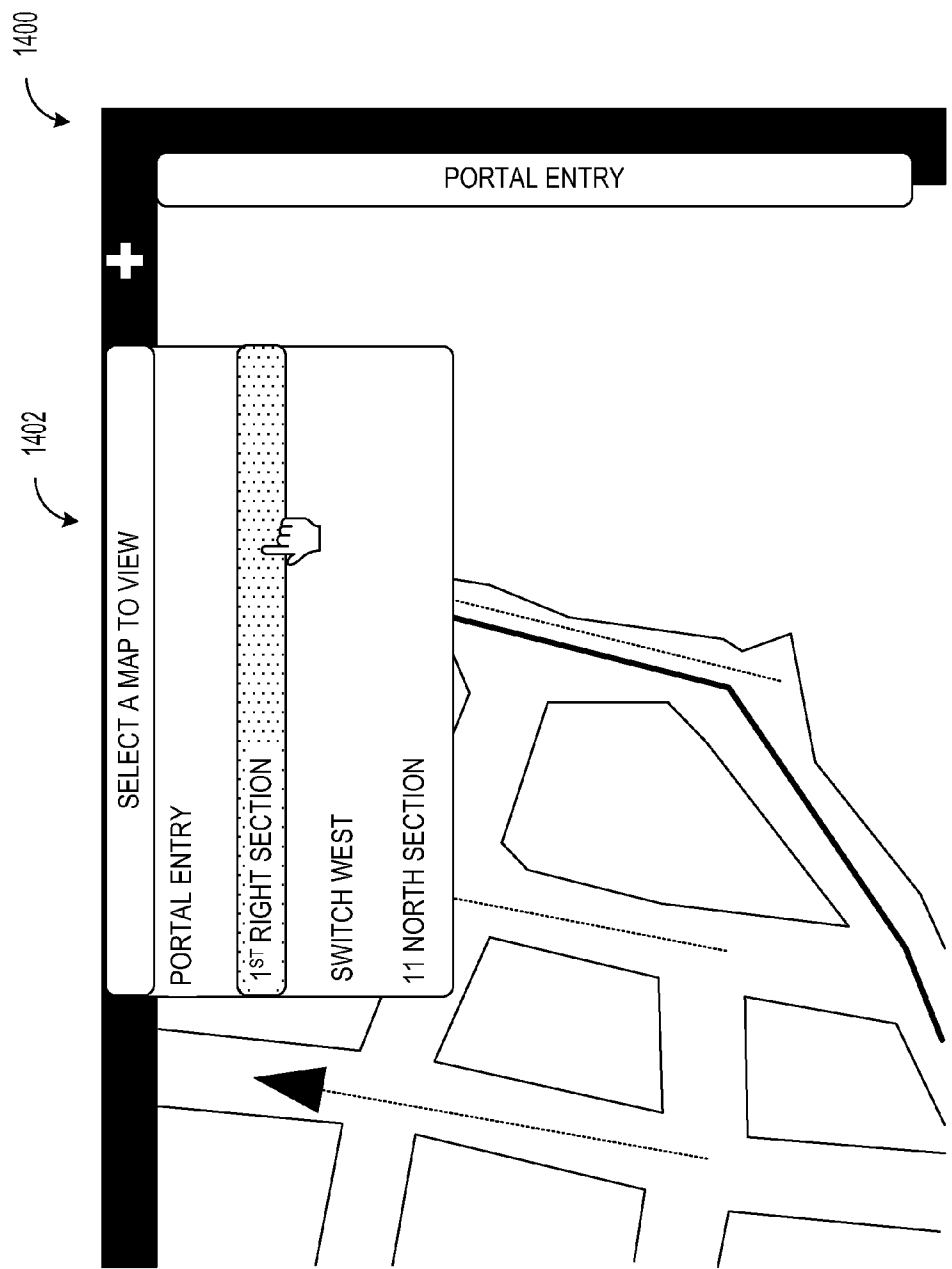 1400
1402
SELECT A MAP TO VIEW
PORTAL ENTRY
1ST RIGHT SECTION
SWITCH WEST
11 NORTH SECTION
PORTAL ENTRY